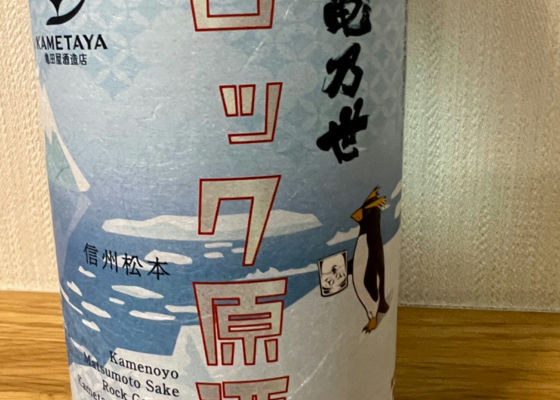 KAMETAYA
亀田屋酒造店
亀乃世
ロック原酒
信州松本
Kamenoyo
Matsumoto Sake
Rock